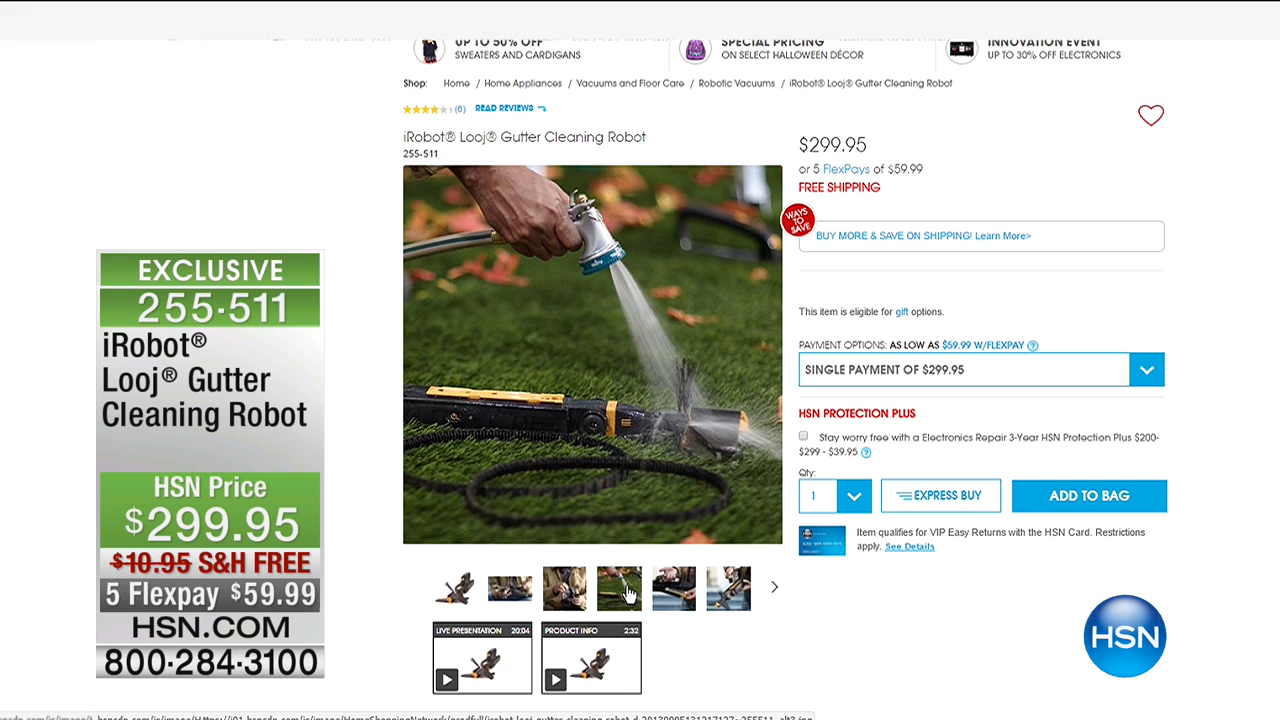 UP TO 50% OFF
SWEATERS AND CARDIGANS
SPECIAL PRICING
ON SELECT HALLOWEEN DÉCOR
INNOVATION EVENT
UP TO 30% OFF ELECTRONICS
Shop: Home / Home Appliances / Vacuums and Floor Care / Robotic Vacuums / iRobot® Looj® Gutter Cleaning Robot
(6) READ REVIEWS
iRobot® Looj® Gutter Cleaning Robot
255-511
$299.95
or 5 FlexPays of $59.99
FREE SHIPPING
WAYS
TO
SAVE
BUY MORE & SAVE ON SHIPPING! Learn More>
This item is eligible for gift options.
PAYMENT OPTIONS: AS LOW AS $59.99 W/FLEXPAY ?
SINGLE PAYMENT OF $299.95
HSN PROTECTION PLUS
Stay worry free with a Electronics Repair 3-Year HSN Protection Plus $200-
$299 - $39.95 ?
Qty:
1
EXPRESS BUY
ADD TO BAG
Item qualifies for VIP Easy Returns with the HSN Card. Restrictions
apply. See Details
LIVE PRESENTATION 20:04
PRODUCT INFO 2:32
EXCLUSIVE
255-511
iRobot®
Looj® Gutter
Cleaning Robot
HSN Price
$299.95
$10.95 S&H FREE
5 Flexpay $59.99
HSN.COM
800-284-3100
HSN